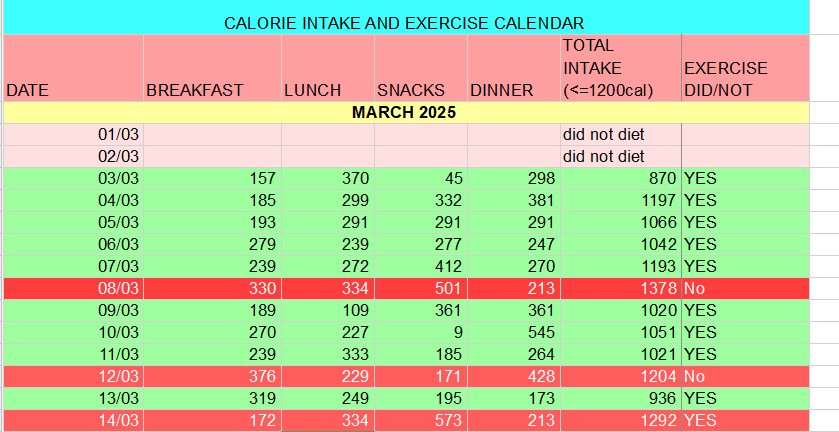 CALORIE INTAKE AND EXERCISE CALENDAR
DATE BREAKFAST LUNCH SNACKS DINNER TOTAL INTAKE (<=1200cal) EXERCISE DID/NOT
MARCH 2025
01/03 did not diet
02/03 did not diet
03/03 157 370 45 298 870 YES
04/03 185 299 332 381 1197 YES
05/03 193 291 291 291 1066 YES
06/03 279 239 277 247 1042 YES
07/03 239 272 412 270 1193 YES
08/03 330 334 501 213 1378 No
09/03 189 109 361 361 1020 YES
10/03 270 227 9 545 1051 YES
11/03 239 333 185 264 1021 YES
12/03 376 229 171 428 1204 No
13/03 319 249 195 173 936 YES
14/03 172 334 573 213 1292 YES